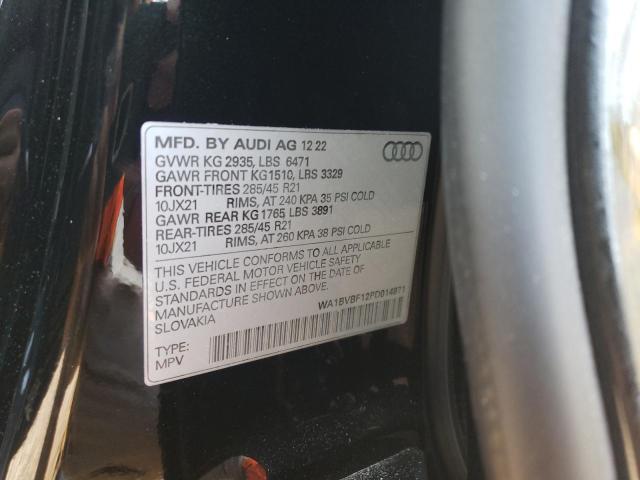 MFD. BY AUDI AG 12 22
GVWR KG 2935, LBS 6471
GAWR FRONT KG1510, LBS 3329
FRONT-TIRES 285/45 R21
10JX21 RIMS, AT 240 KPA 35 PSI COLD
GAWR REAR KG1765 LBS 3891
REAR-TIRES 285/45 R21
10JX21 RIMS, AT 260 KPA 38 PSI COLD
THIS VEHICLE CONFORMS TO ALL APPLICABLE
U.S. FEDERAL MOTOR VEHICLE SAFETY
STANDARDS IN EFFECT ON THE DATE OF
MANUFACTURE SHOWN ABOVE.
SLOVAKIA
WA1BVBF12PD014871
TYPE:
MPV